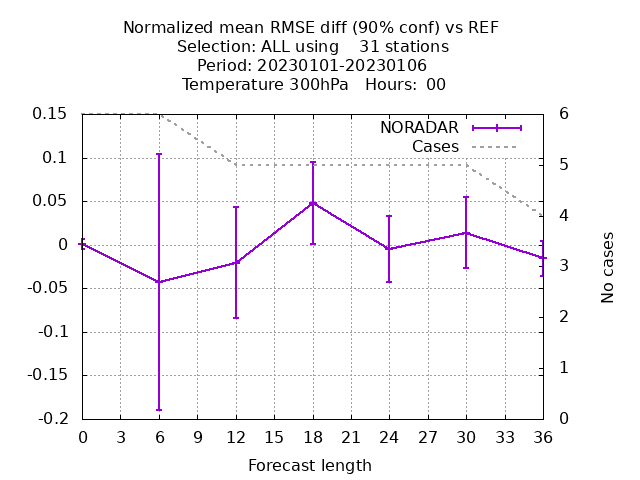 Normalized mean RMSE diff (90% conf) vs REF
Selection: ALL using    31 stations
Period: 20230101-20230106
Temperature 300hPa   Hours:  00
NORADAR
Cases
0.15
0.1
0.05
0
-0.05
-0.1
-0.15
-0.2
6
5
4
3
2
1
0
No cases
0 3 6 9 12 15 18 21 24 27 30 33 36
Forecast length